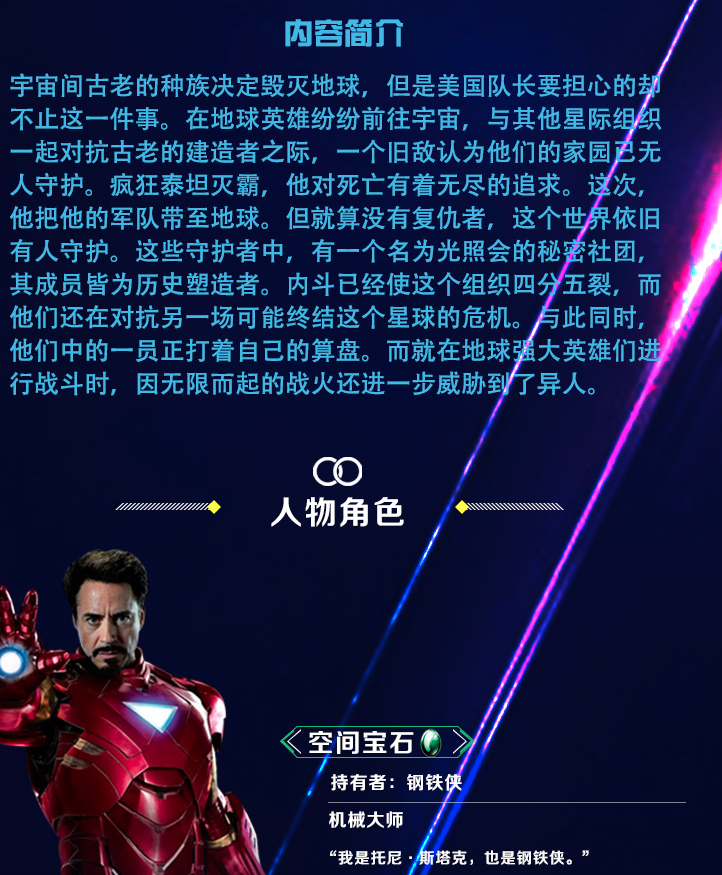 内容简介
宇宙间古老的种族决定毁灭地球，但是美国队长要担心的却
不止这一件事。在地球英雄纷纷前往宇宙，与其他星际组织
一起对抗古老的建造者之际，一个旧敌认为他们的家园已无
人守护。疯狂泰坦灭霸，他对死亡有着无尽的追求。这次，
他把他的军队带至地球。但就算没有复仇者，这个世界依旧
有人守护。这些守护者中，有一个名为光照会的秘密社团，
其成员皆为历史塑造者。内斗已经使这个组织四分五裂，而
他们还在对抗另一场可能终结这个星球的危机。与此同时，
他们中的一员正打着自己的算盘。而就在地球强大英雄们进
行战斗时，因无限而起的战火还进一步威胁到了异人。
人物角色
空间宝石
持有者：钢铁侠
机械大师
“我是托尼·斯塔克，也是钢铁侠。”